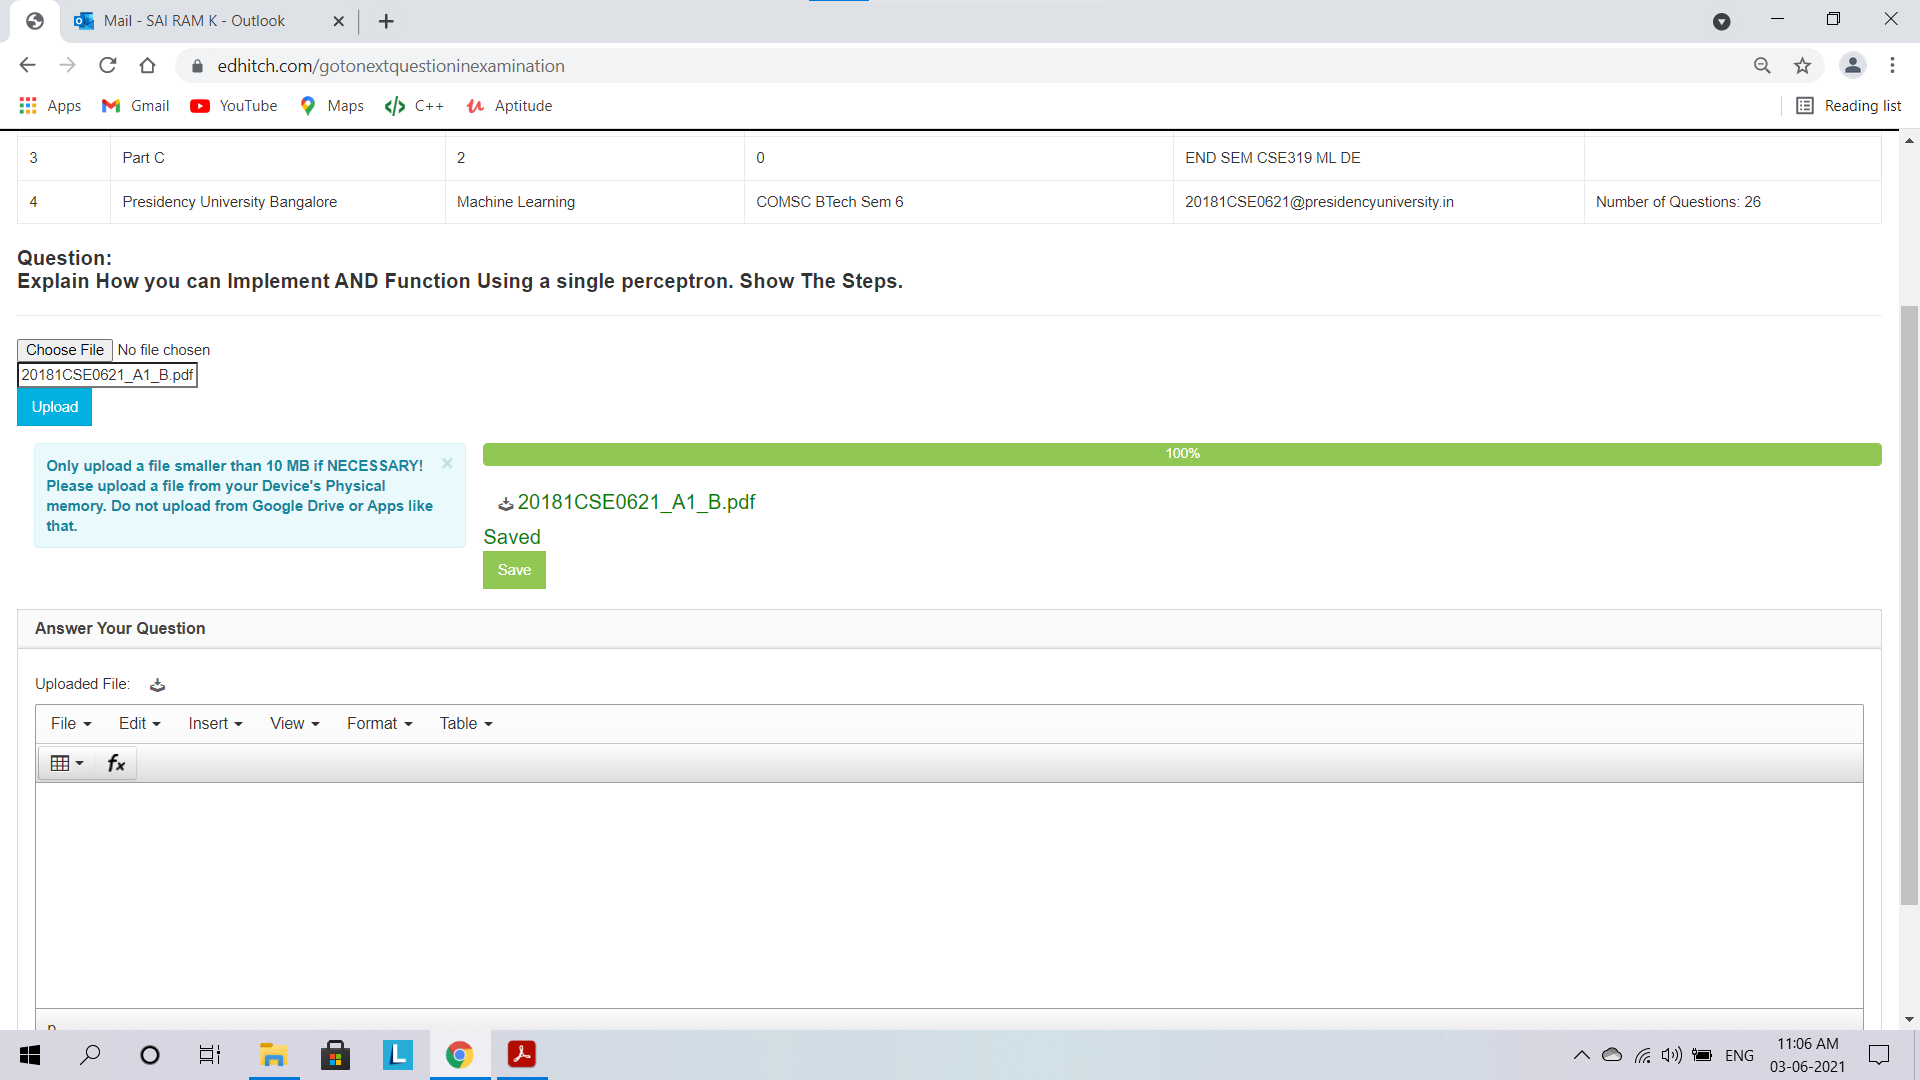 Mail - SAI RAM K - Outlook
edhitch.com/gotonextquestioninexamination
Apps Gmail YouTube Maps C++ Aptitude Reading list
3 Part C 2 0 END SEM CSE319 ML DE
4 Presidency University Bangalore Machine Learning COMSC BTech Sem 6 20181CSE0621@presidencyuniversity.in Number of Questions: 26
Question:
Explain How you can Implement AND Function Using a single perceptron. Show The Steps.
Choose File No file chosen
20181CSE0621_A1_B.pdf
Upload
Only upload a file smaller than 10 MB if NECESSARY!
Please upload a file from your Device's Physical
memory. Do not upload from Google Drive or Apps like
that.
100%
20181CSE0621_A1_B.pdf
Saved
Save
Answer Your Question
Uploaded File:
File Edit Insert View Format Table
fx
L
ENG
11:06 AM
03-06-2021